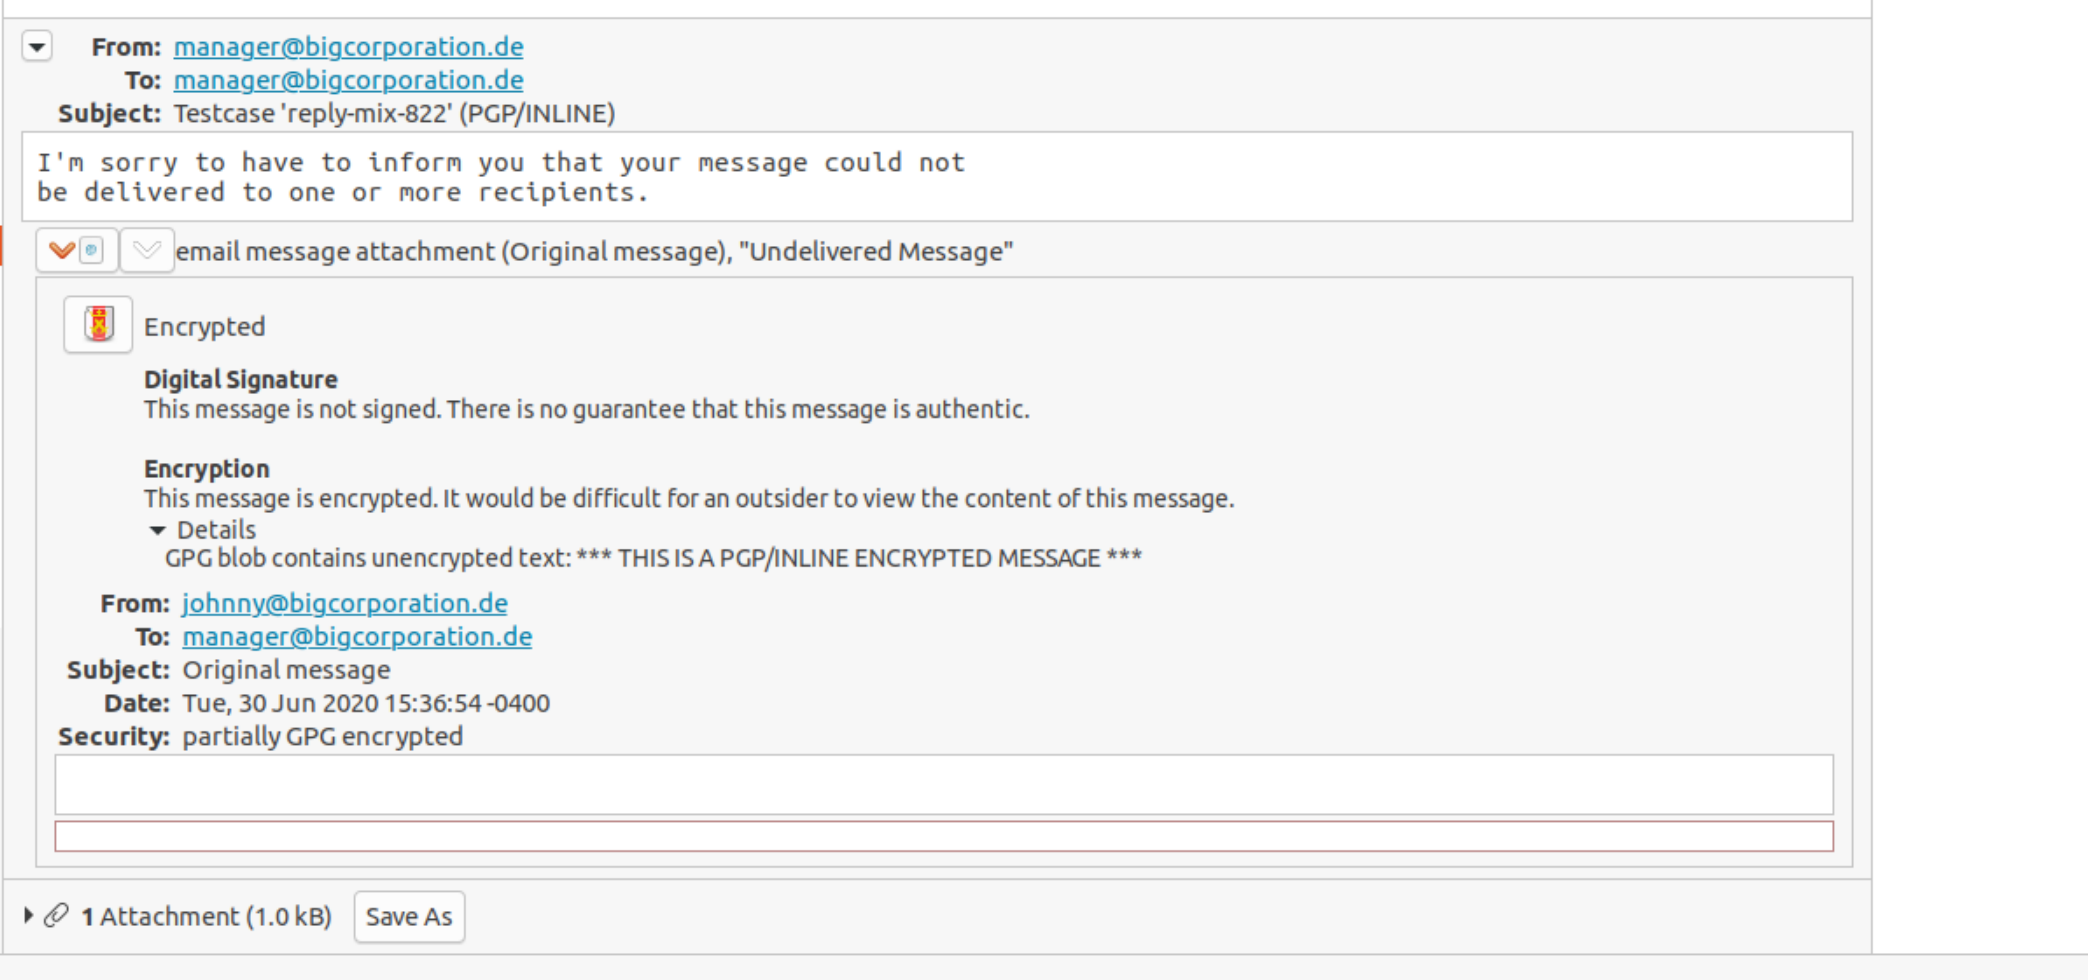 From: manager@bigcorporation.de
To: manager@bigcorporation.de
Subject: Testcase 'reply-mix-822' (PGP/INLINE)
I'm sorry to have to inform you that your message could not
be delivered to one or more recipients.
email message attachment (Original message), "Undelivered Message"
Encrypted
Digital Signature
This message is not signed. There is no guarantee that this message is authentic.
Encryption
This message is encrypted. It would be difficult for an outsider to view the content of this message.
Details
GPG blob contains unencrypted text: *** THIS IS A PGP/INLINE ENCRYPTED MESSAGE ***
From: johnny@bigcorporation.de
To: manager@bigcorporation.de
Subject: Original message
Date: Tue, 30 Jun 2020 15:36:54 -0400
Security: partially GPG encrypted
1 Attachment (1.0 kB) Save As